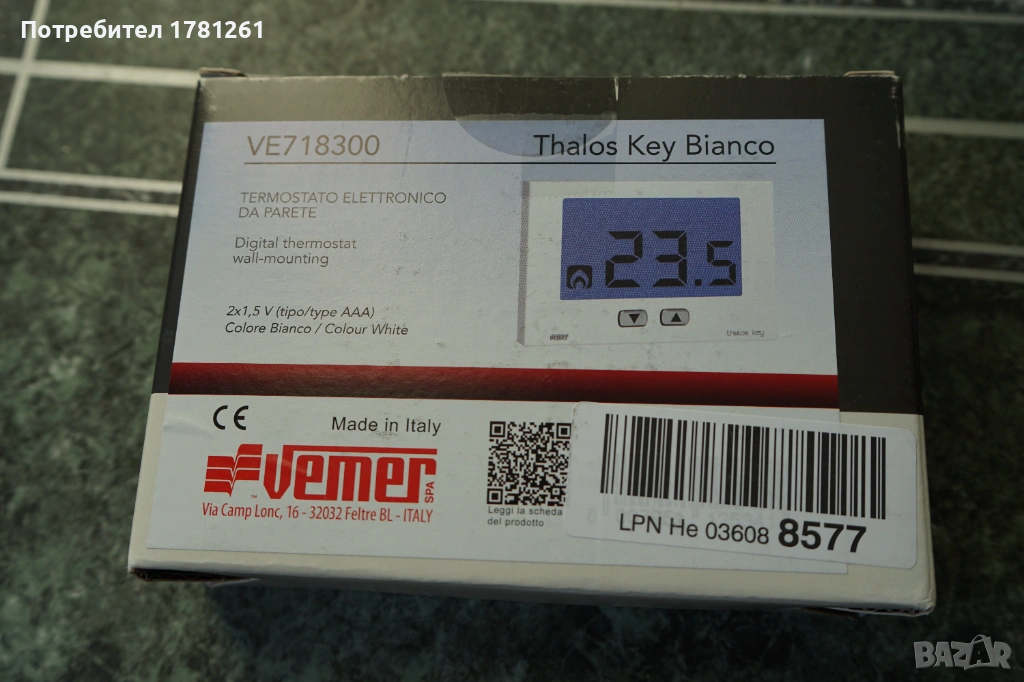 Потребител 1781261
VE718300
Thalos Key Bianco
TERMOSTATO ELETTRONICO
DA PARETE
Digital thermostat
wall-mounting
2x1,5 V (tipo/type AAA)
Colore Bianco / Colour White
23.5
vemer
thalos key
CE
Made in Italy
vemer SPA
TM
Via Camp Lonc, 16 - 32032 Feltre BL - ITALY
Leggi la scheda
del prodotto
LPN He 03608 8577
BAZAR